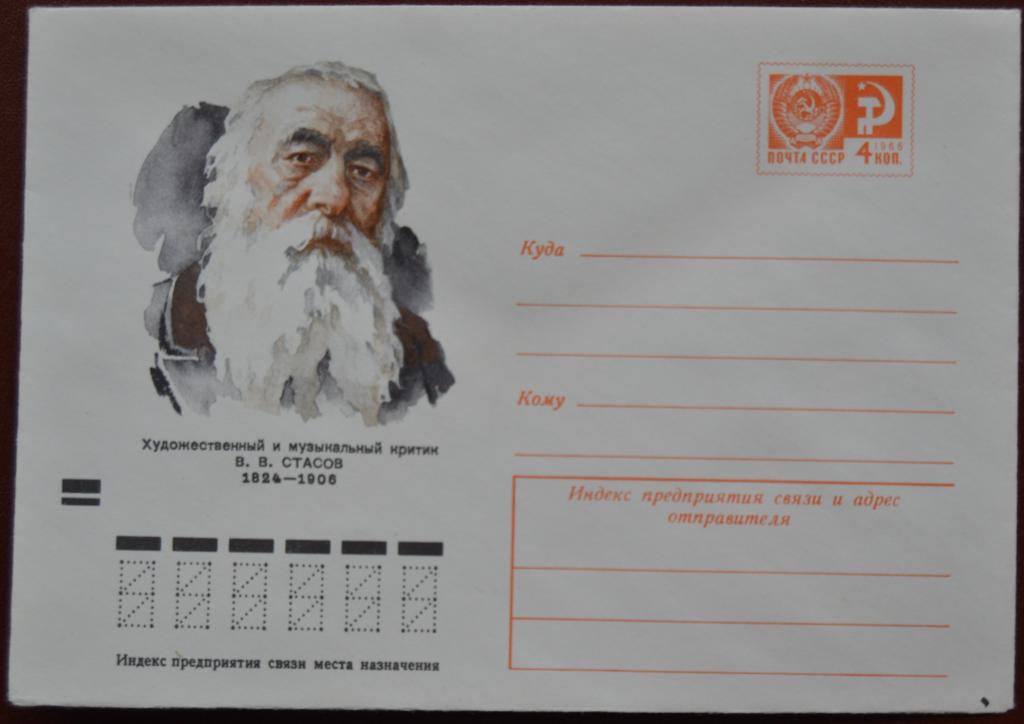 1966
ПОЧТА СССР 4 КОП.
Куда
Кому
Художественный и музыкальный критик
В. В. СТАСОВ
1824—1906
Индекс предприятия связи и адрес
отправителя
Индекс предприятия связи места назначения